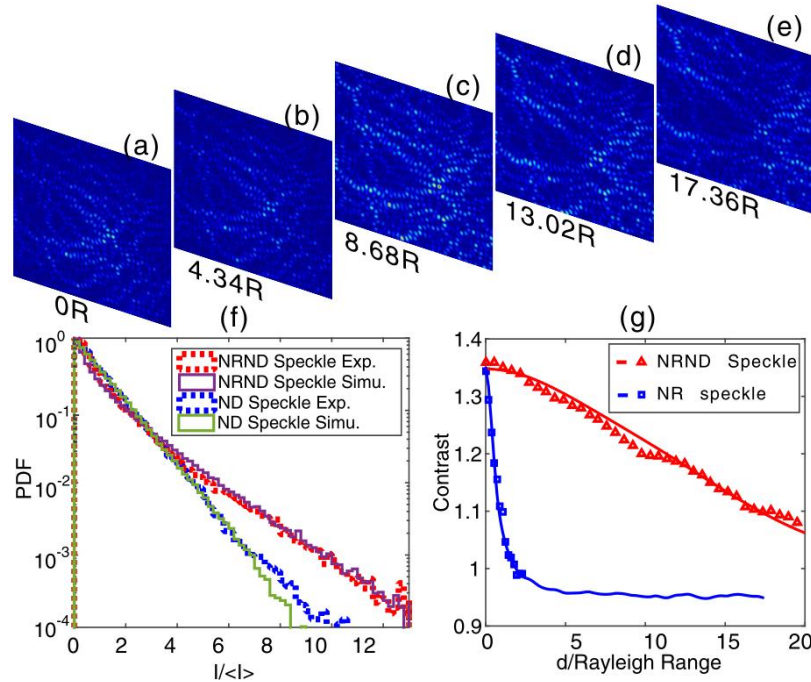 (a)
(b)
(c)
(d)
(e)
0R
4.34R
8.68R
13.02R
17.36R
(f)
10^0
10^-1
10^-2
10^-3
10^-4
PDF
0 2 4 6 8 10 12
I/<I>
NRND Speckle Exp.
NRND Speckle Simu.
ND Speckle Exp.
ND Speckle Simu.
(g)
1.4
1.3
1.2
1.1
1
0.9
Contrast
0 5 10 15 20
d/Rayleigh Range
NRND Speckle
NR speckle